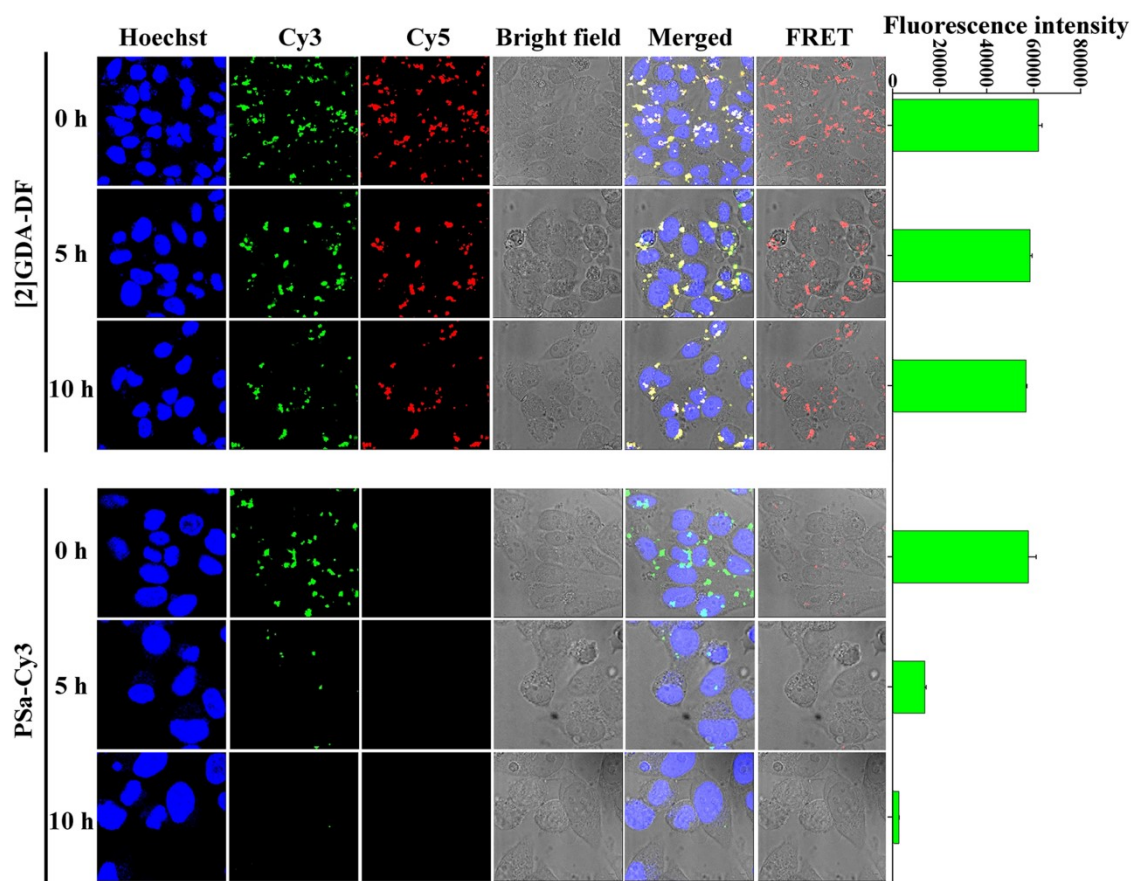 Fluorescence intensity
0
20000
40000
60000
80000
Hoechst Cy3 Cy5 Bright field Merged FRET
[2]GDA-DF
0 h
5 h
10 h
PSa-Cy3
0 h
5 h
10 h